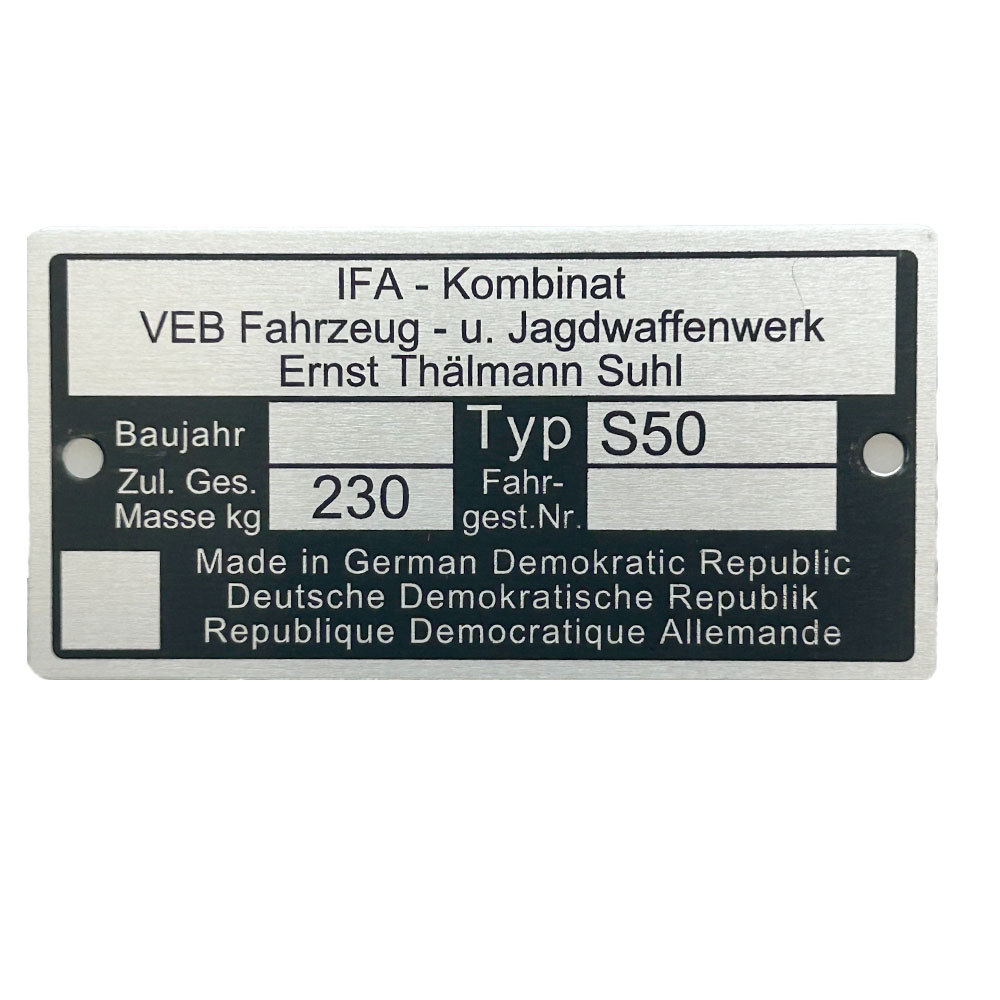 IFA - Kombinat
VEB Fahrzeug - u. Jagdwaffenwerk
Ernst Thälmann Suhl
Baujahr
Typ S50
Zul. Ges.
Masse kg 230
Fahr-
gest.Nr.
Made in German Demokratic Republic
Deutsche Demokratische Republik
Republique Democratique Allemande